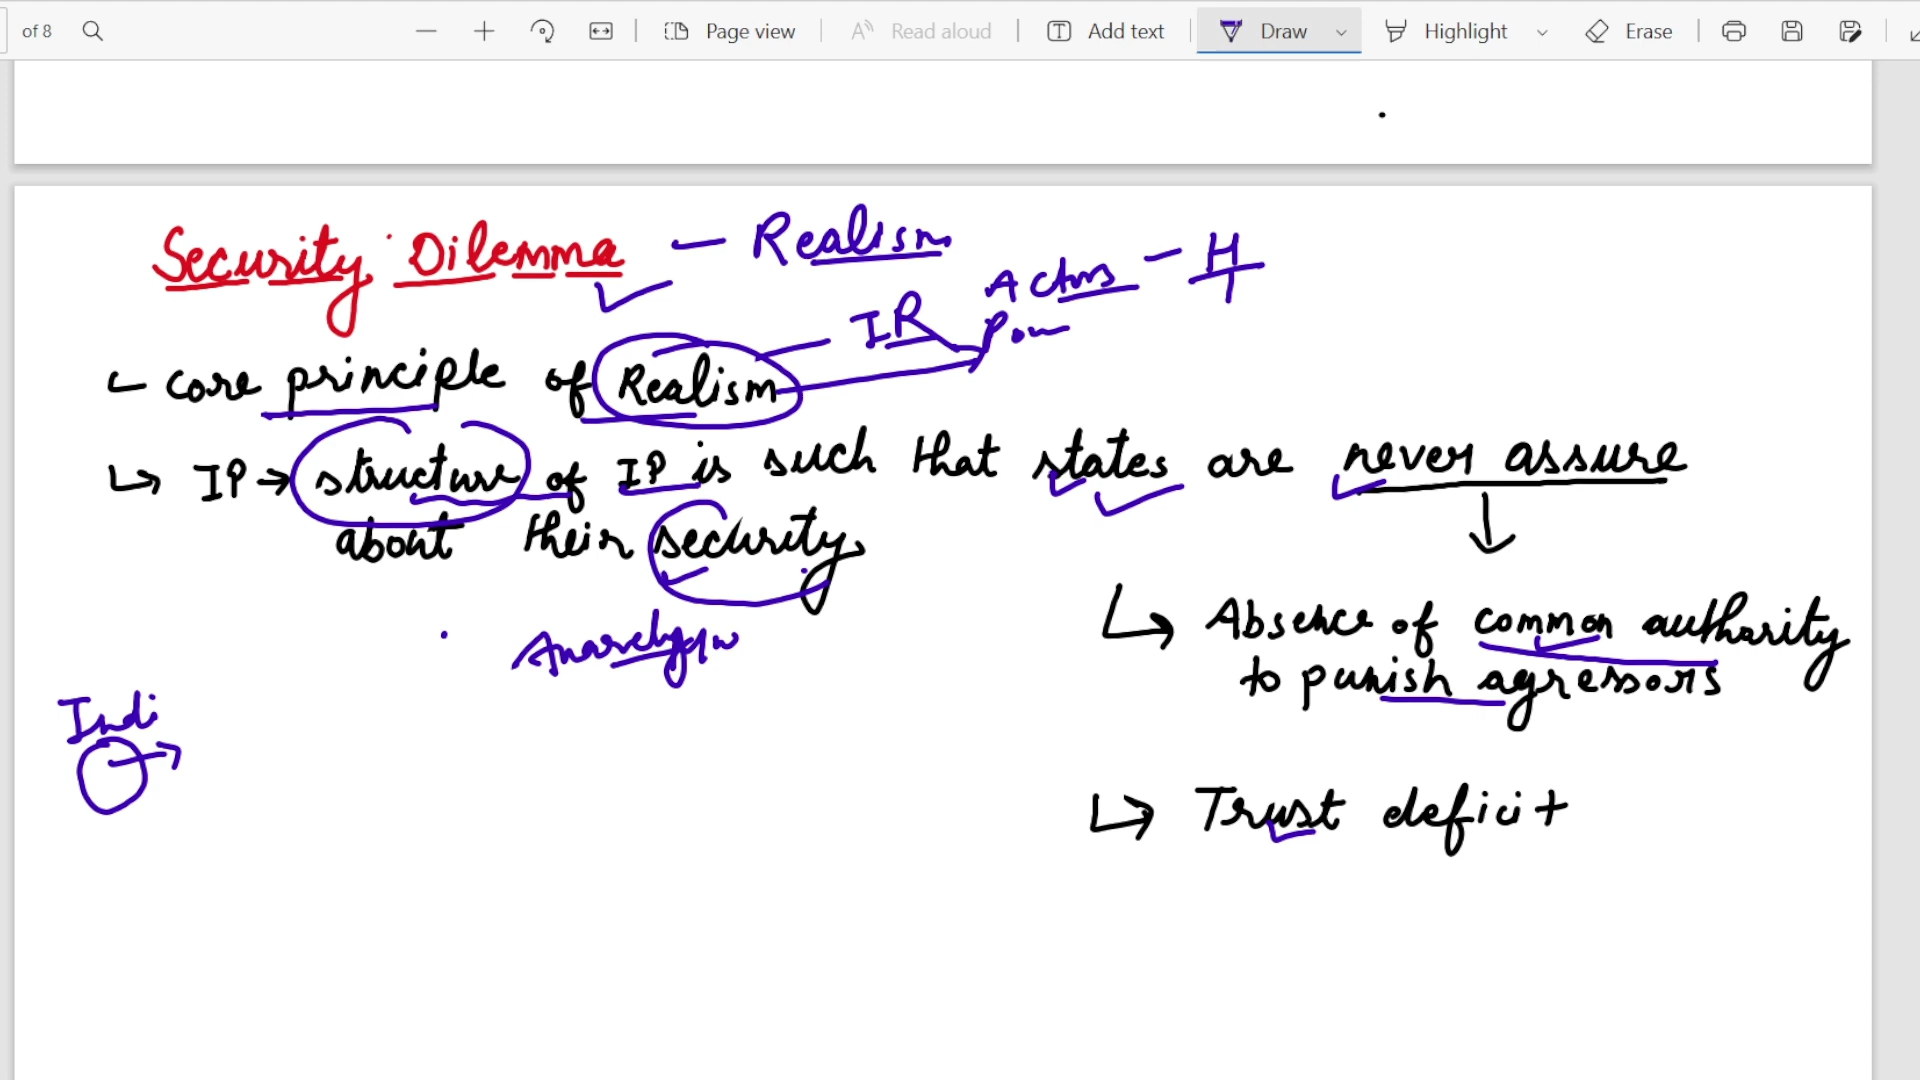 of 8 Page view Read aloud Add text Draw Highlight Erase
Security Dilemma - Realism
Actors - H
IR Pow
core principle of Realism
IP → structure of IP is such that states are never assure
about their security
Absence of common authority
to punish agressors
Indi
Trust deficit